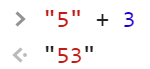 > "5" + 3
<· "53"